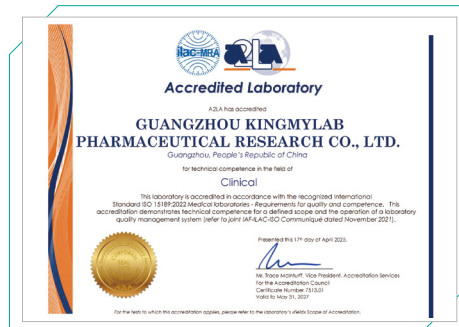 ilac-MRA
A2LA
Accredited Laboratory
A2LA has accredited
GUANGZHOU KINGMYLAB
PHARMACEUTICAL RESEARCH CO., LTD.
Guangzhou, People's Republic of China
for technical competence in the field of
Clinical
This laboratory is accredited in accordance with the recognized International
Standard ISO 15189:2022 Medical laboratories - Requirements for quality and competence. This
accreditation demonstrates technical competence for a defined scope and the operation of a laboratory
quality management system (refer to joint IAF-ILAC-ISO Communiqué dated November 2021).
Presented this 17th day of April 2025.
Mr. Trace McInturff, Vice President, Accreditation Services
For the Accreditation Council
Certificate Number 7513.01
Valid to May 31, 2027
For the tests to which this accreditation applies, please refer to the laboratory's Clinical Scope of Accreditation.